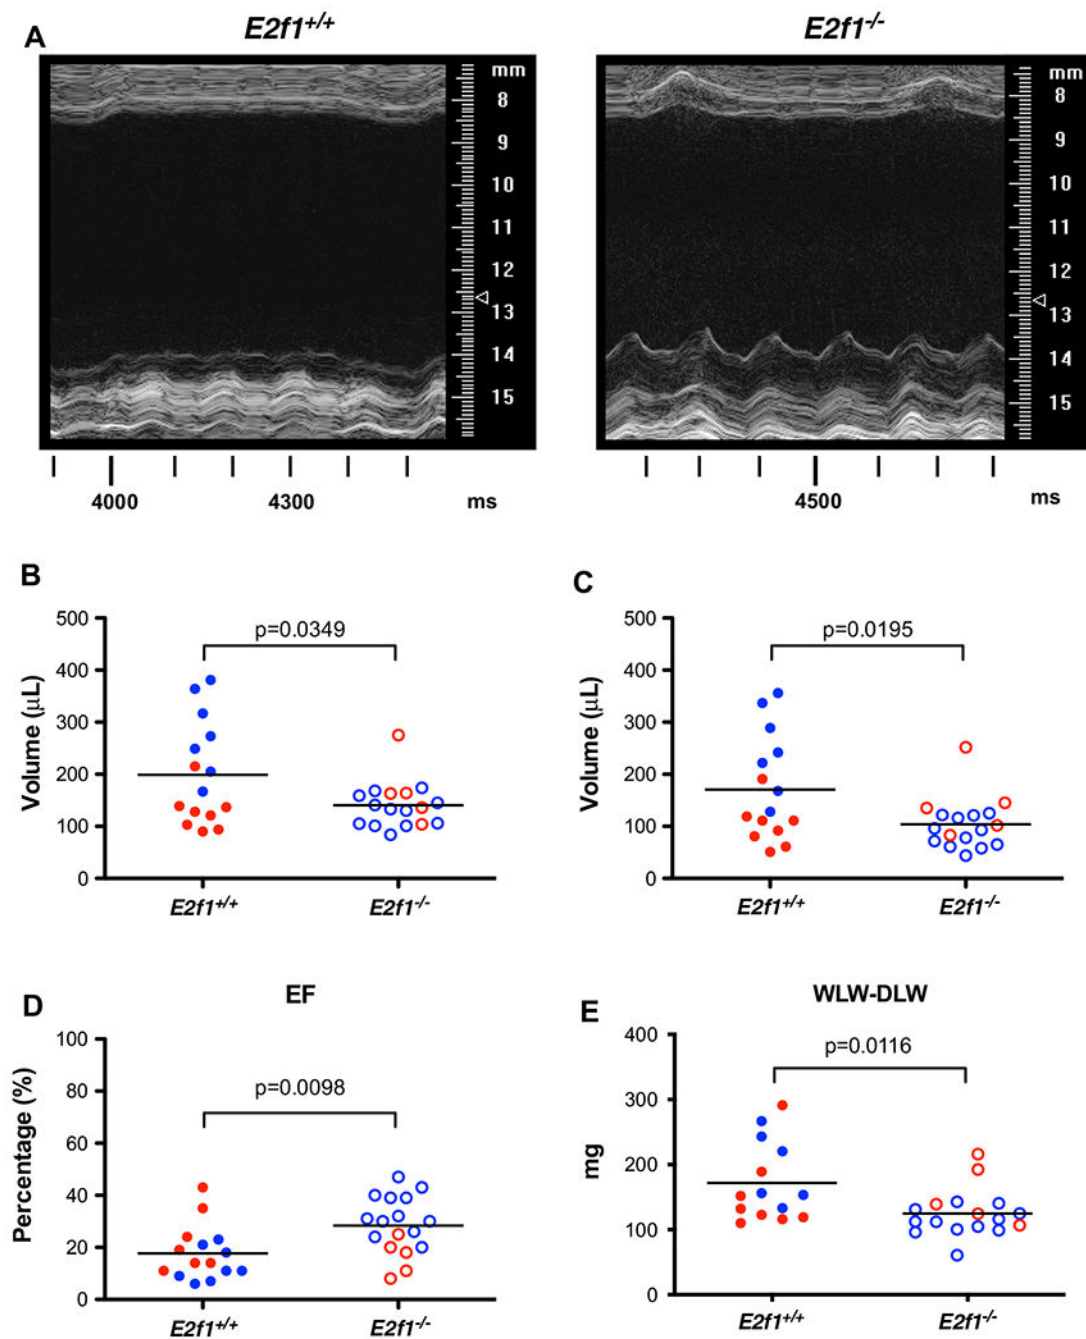 A
E2f1+/+
E2f1-/-
mm
8
9
10
11
12
13
14
15
mm
8
9
10
11
12
13
14
15
4000
4300
ms
4500
ms
B
C
500
400
300
200
100
0
Volume (μL)
p=0.0349
E2f1+/+
E2f1-/-
500
400
300
200
100
0
Volume (μL)
p=0.0195
E2f1+/+
E2f1-/-
D
EF
100
80
60
40
20
0
Percentage (%)
p=0.0098
E2f1+/+
E2f1-/-
E
WLW-DLW
400
300
200
100
0
mg
p=0.0116
E2f1+/+
E2f1-/-